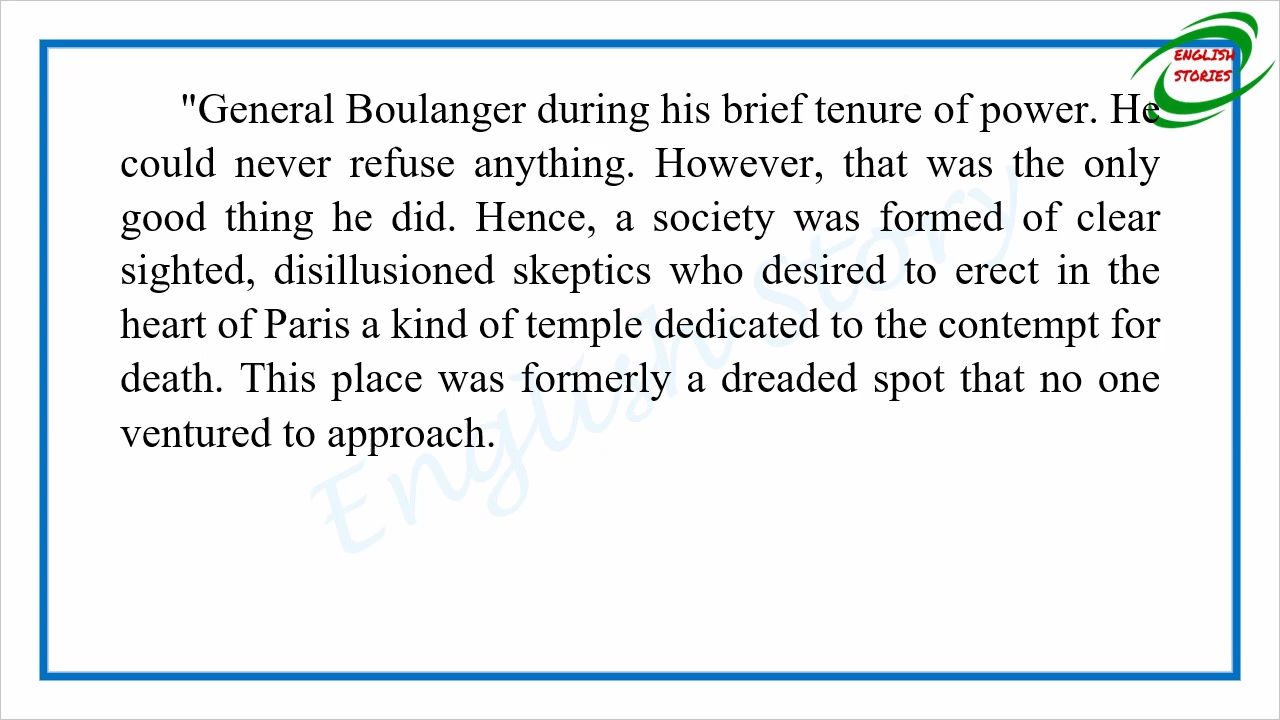 ENGLISH
STORIES
"General Boulanger during his brief tenure of power. He
could never refuse anything. However, that was the only
good thing he did. Hence, a society was formed of clear
sighted, disillusioned skeptics who desired to erect in the
heart of Paris a kind of temple dedicated to the contempt for
death. This place was formerly a dreaded spot that no one
ventured to approach.
English Story